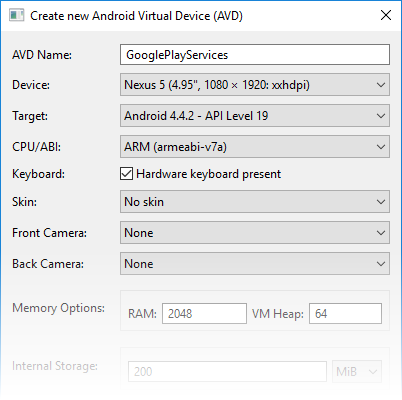 Create new Android Virtual Device (AVD)
AVD Name: GooglePlayServices
Device: Nexus 5 (4.95", 1080 × 1920: xxhdpi)
Target: Android 4.4.2 - API Level 19
CPU/ABI: ARM (armeabi-v7a)
Keyboard: Hardware keyboard present
Skin: No skin
Front Camera: None
Back Camera: None
Memory Options: RAM: 2048 VM Heap: 64
Internal Storage: 200 MiB